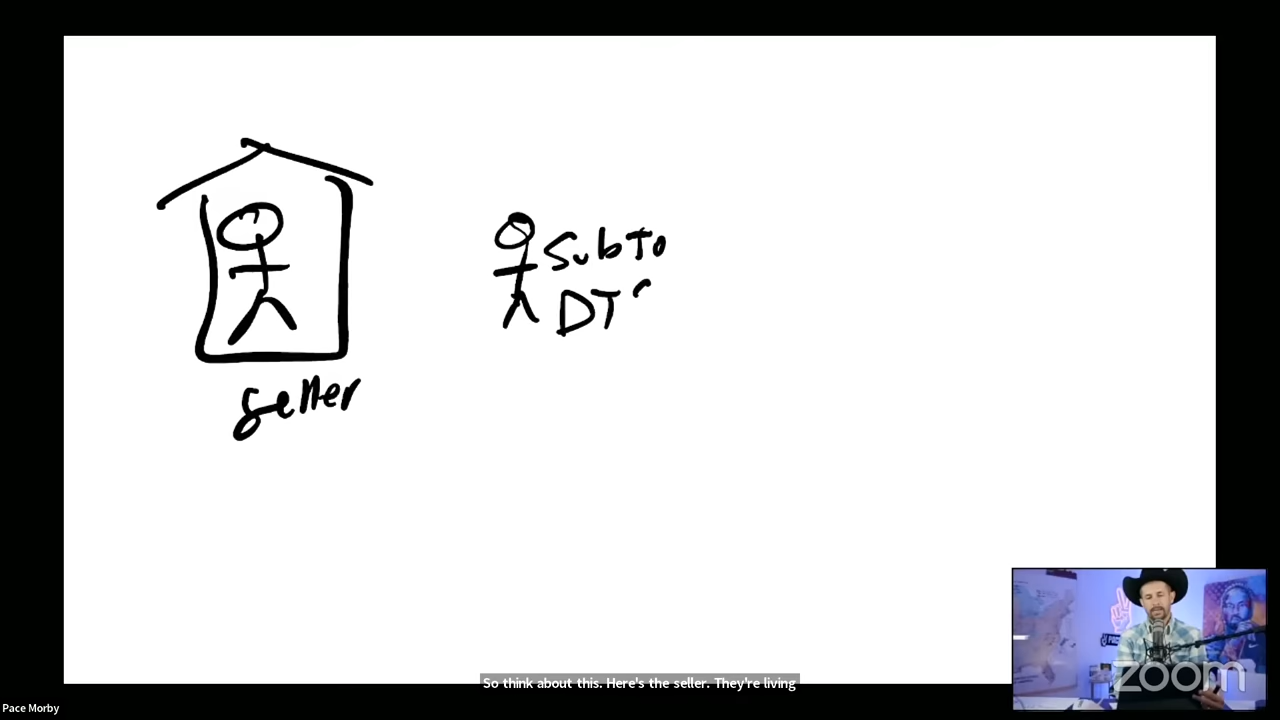 SubTo
DT
seller
So think about this. Here's the seller. They're living
zoom
Pace Morby